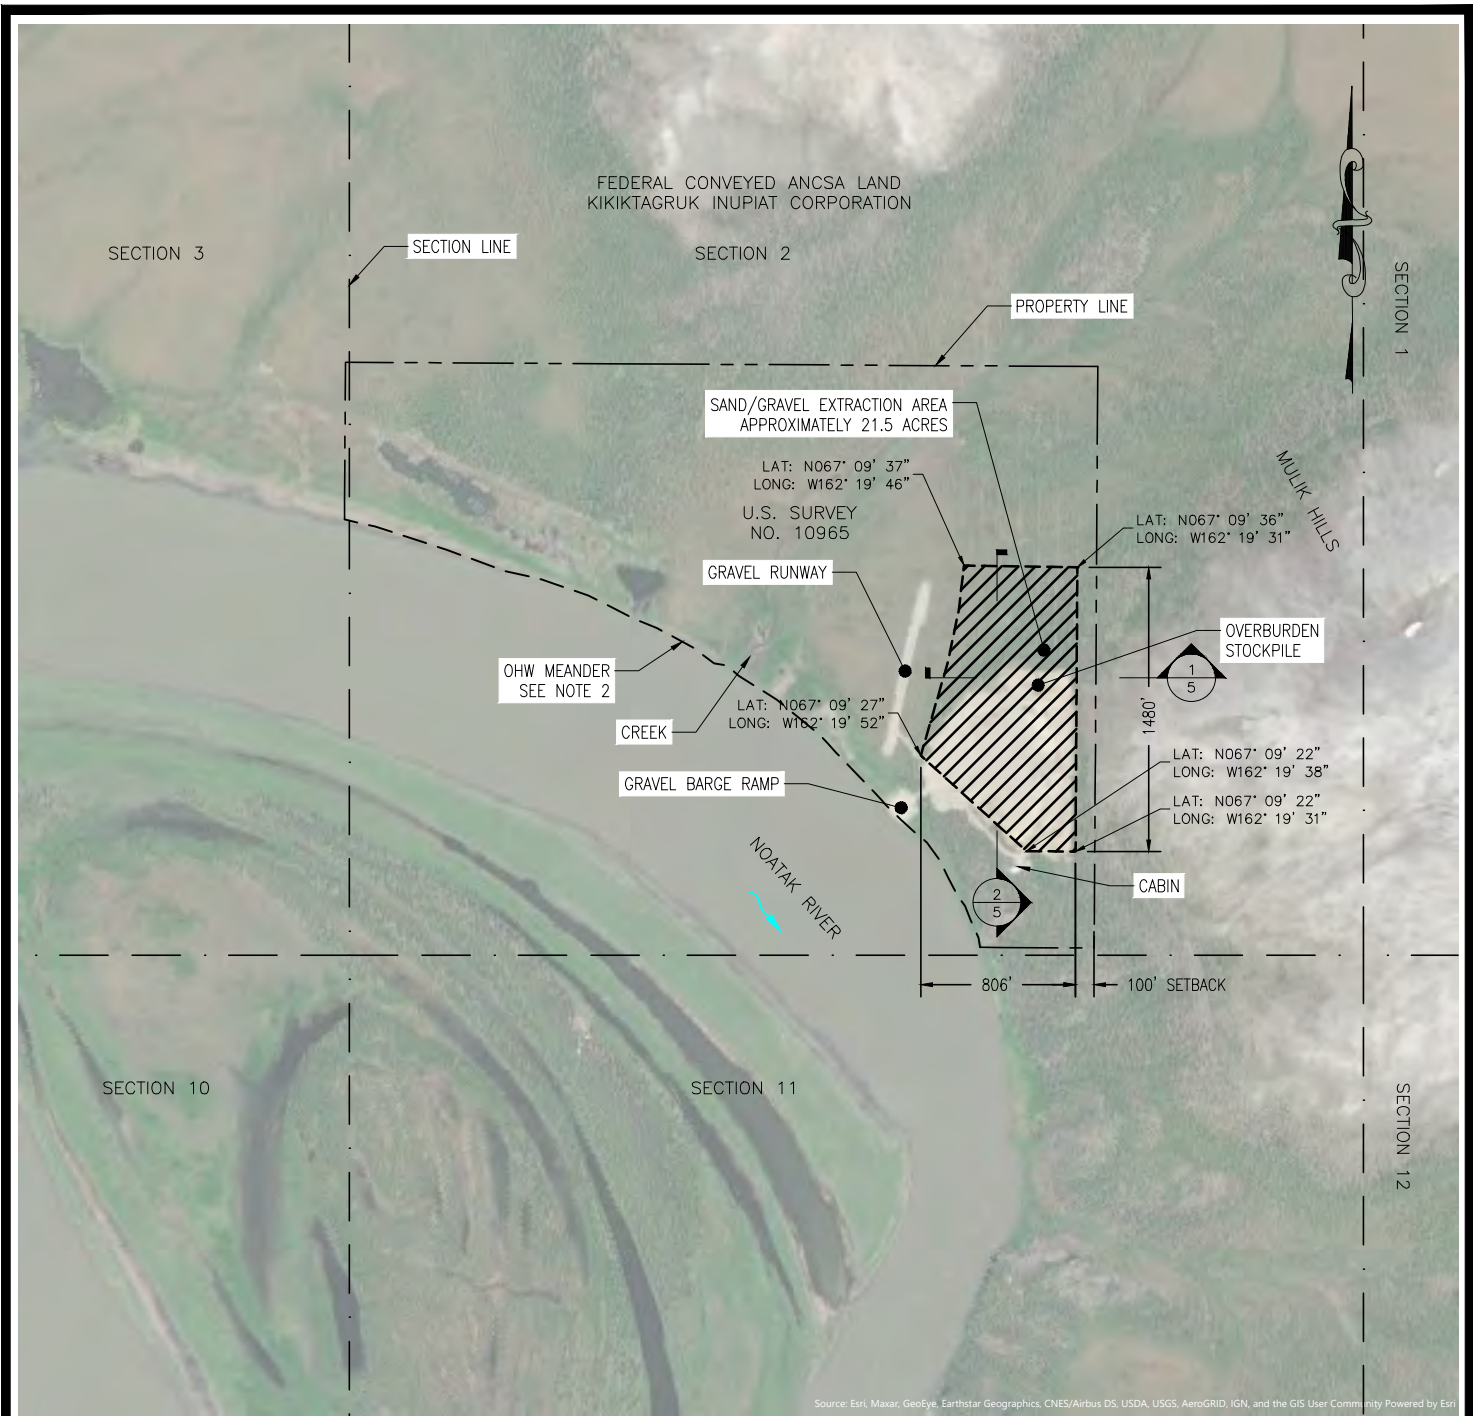 FEDERAL CONVEYED ANCSA LAND
KIKIKTAGRUK INUPIAT CORPORATION
SECTION 3
SECTION LINE
SECTION 2
SECTION 1
PROPERTY LINE
SAND/GRAVEL EXTRACTION AREA
APPROXIMATELY 21.5 ACRES
MULIK HILLS
LAT: N067° 09' 37"
LONG: W162° 19' 46"
U.S. SURVEY
NO. 10965
LAT: N067° 09' 36"
LONG: W162° 19' 31"
GRAVEL RUNWAY
OVERBURDEN
STOCKPILE
1
5
OHW MEANDER
SEE NOTE 2
LAT: N067° 09' 27"
LONG: W162° 19' 52"
1480'
CREEK
LAT: N067° 09' 22"
LONG: W162° 19' 38"
GRAVEL BARGE RAMP
LAT: N067° 09' 22"
LONG: W162° 19' 31"
NOATAK RIVER
CABIN
2
5
806'
100' SETBACK
SECTION 10
SECTION 11
SECTION 12
Source: Esri, Maxar, GeoEye, Earthstar Geographics, CNES/Airbus DS, USDA, USGS, AeroGRID, IGN, and the GIS User Community Powered by Esri